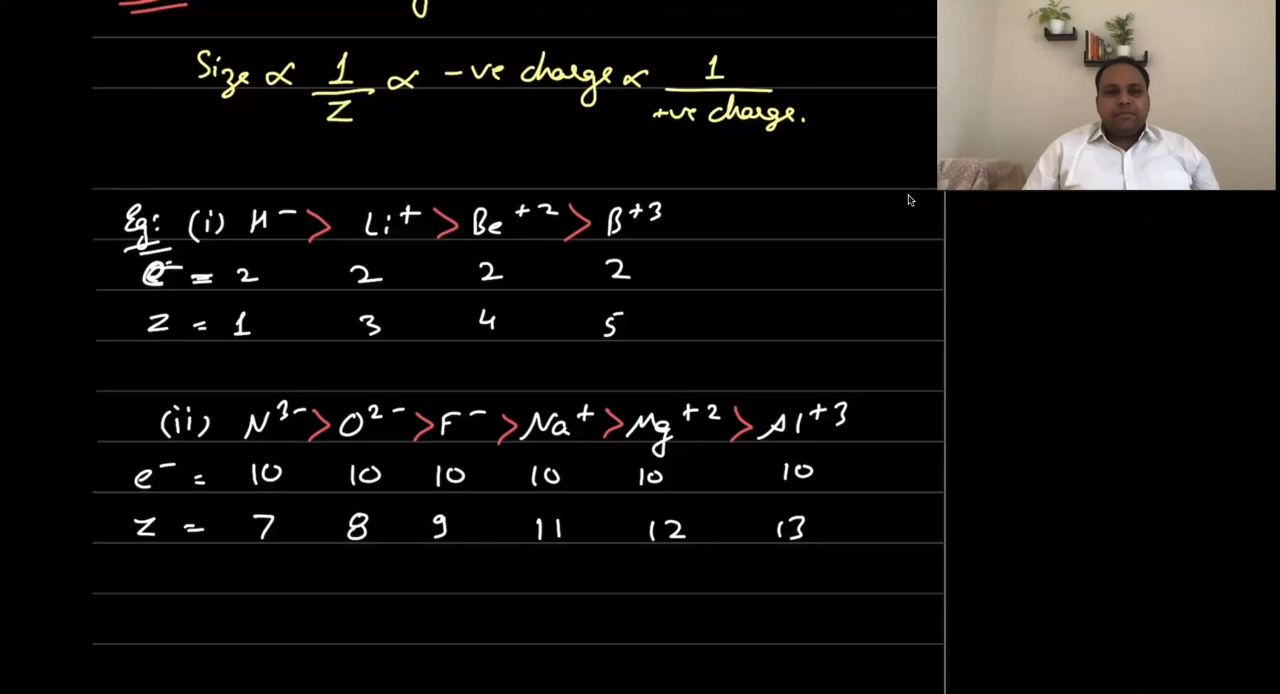 Size ∝ 1/Z ∝ -ve charge ∝ 1/+ve charge.
Eg: (i) H⁻ > Li⁺ > Be⁺² > B⁺³
e⁻ = 2 2 2 2
Z = 1 3 4 5
(ii) N³⁻ > O²⁻ > F⁻ > Na⁺ > Mg⁺² > Al⁺³
e⁻ = 10 10 10 10 10 10
Z = 7 8 9 11 12 13